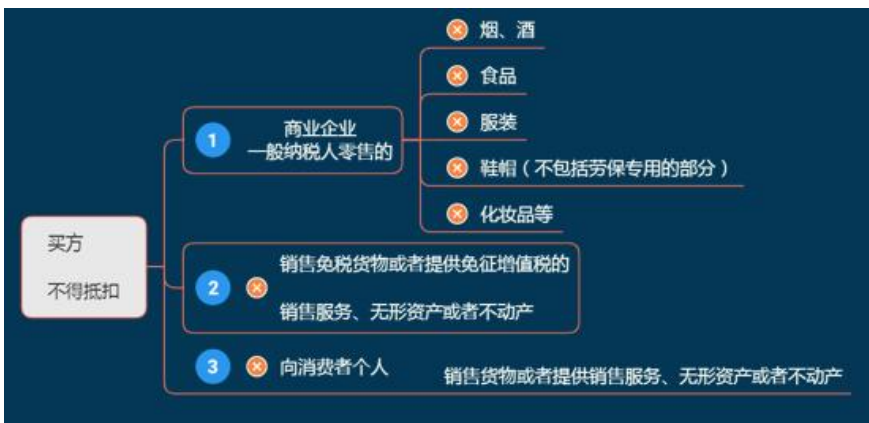 买方
不得抵扣
1
商业企业
一般纳税人零售的
烟、酒
食品
服装
鞋帽（不包括劳保专用的部分）
化妆品等
2
销售免税货物或者提供免征增值税的
销售服务、无形资产或者不动产
3
向消费者个人
销售货物或者提供销售服务、无形资产或者不动产